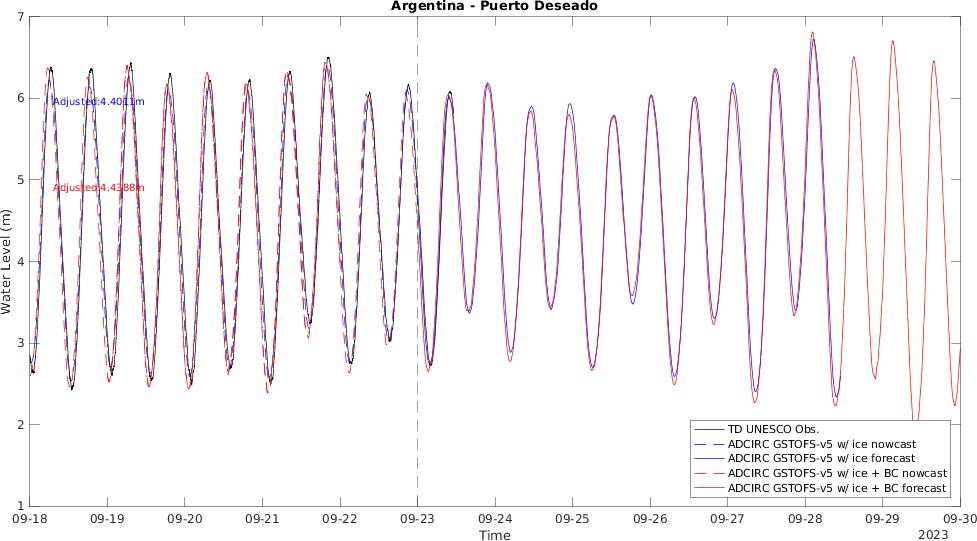 Argentina - Puerto Deseado
7
6
5
4
3
2
1
Water Level (m)
Adjusted:4.4011m
Adjusted:4.4388m
TD UNESCO Obs.
ADCIRC GSTOFS-v5 w/ ice nowcast
ADCIRC GSTOFS-v5 w/ ice forecast
ADCIRC GSTOFS-v5 w/ ice + BC nowcast
ADCIRC GSTOFS-v5 w/ ice + BC forecast
09-18 09-19 09-20 09-21 09-22 09-23 09-24 09-25 09-26 09-27 09-28 09-29 09-30
Time
2023